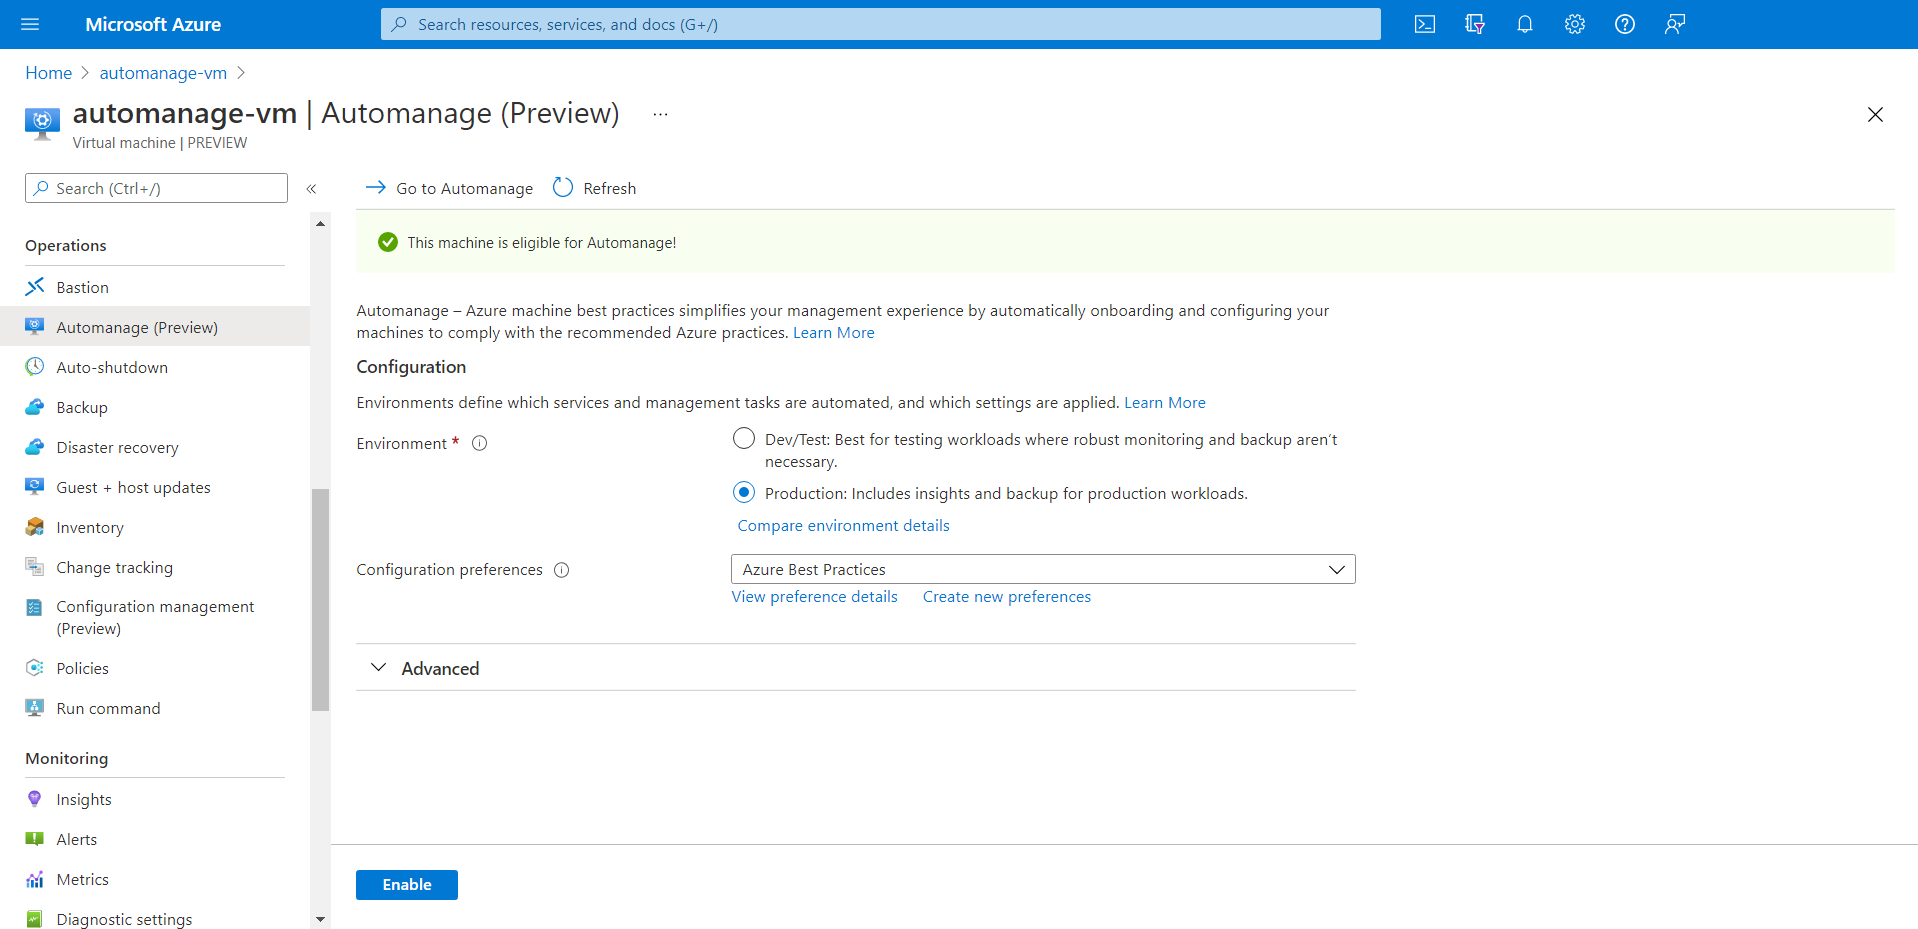 Microsoft Azure
Search resources, services, and docs (G+/)
Home > automanage-vm >
automanage-vm | Automanage (Preview) ...
Virtual machine | PREVIEW
Search (Ctrl+/)
«
Go to Automanage
Refresh
Operations
Bastion
Automanage (Preview)
Auto-shutdown
Backup
Disaster recovery
Guest + host updates
Inventory
Change tracking
Configuration management
(Preview)
Policies
Run command
Monitoring
Insights
Alerts
Metrics
Diagnostic settings
This machine is eligible for Automanage!
Automanage – Azure machine best practices simplifies your management experience by automatically onboarding and configuring your
machines to comply with the recommended Azure practices. Learn More
Configuration
Environments define which services and management tasks are automated, and which settings are applied. Learn More
Environment *
Dev/Test: Best for testing workloads where robust monitoring and backup aren't
necessary.
Production: Includes insights and backup for production workloads.
Compare environment details
Configuration preferences
Azure Best Practices
View preference details
Create new preferences
Advanced
Enable